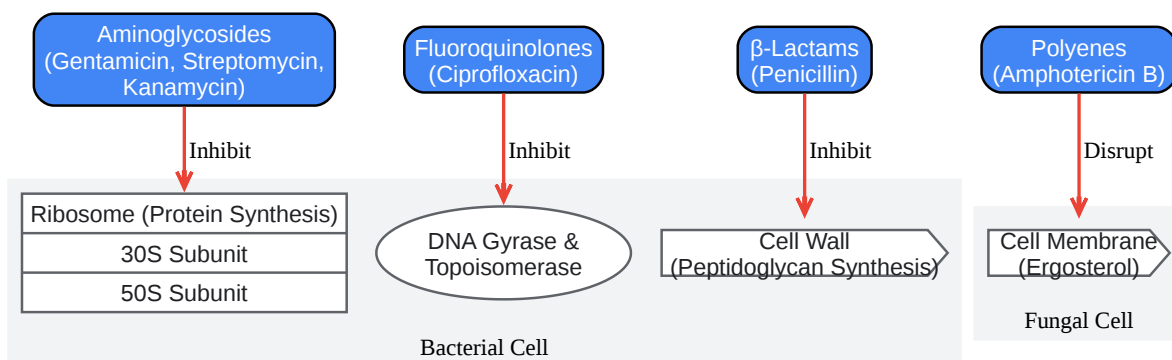 Aminoglycosides
(Gentamicin, Streptomycin,
Kanamycin)
Fluoroquinolones
(Ciprofloxacin)
β-Lactams
(Penicillin)
Polyenes
(Amphotericin B)
Inhibit
Inhibit
Inhibit
Disrupt
Ribosome (Protein Synthesis)
30S Subunit
50S Subunit
DNA Gyrase &
Topoisomerase
Cell Wall
(Peptidoglycan Synthesis)
Cell Membrane
(Ergosterol)
Bacterial Cell
Fungal Cell